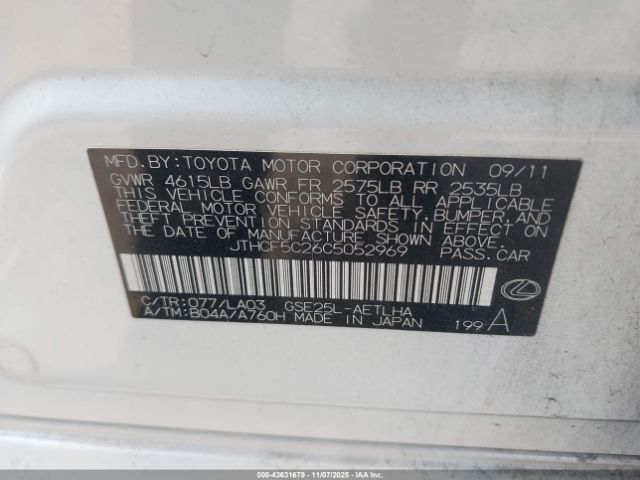 MFD. BY: TOYOTA MOTOR CORPORATION 09/11
GVWR 4615LB GAWR FR 2575LB RR 2535LB
THIS VEHICLE CONFORMS TO ALL APPLICABLE
FEDERAL MOTOR VEHICLE SAFETY, BUMPER, AND
THEFT PREVENTION STANDARDS IN EFFECT ON
THE DATE OF MANUFACTURE SHOWN ABOVE.
JTHCF5C26C5052969 PASS. CAR
C/TR: 077/LA03 GSE25L-AETLHA
A/TM: B04A/A760H MADE IN JAPAN 199 A
000-43631679 - 11/07/2025 - IAAI.COM